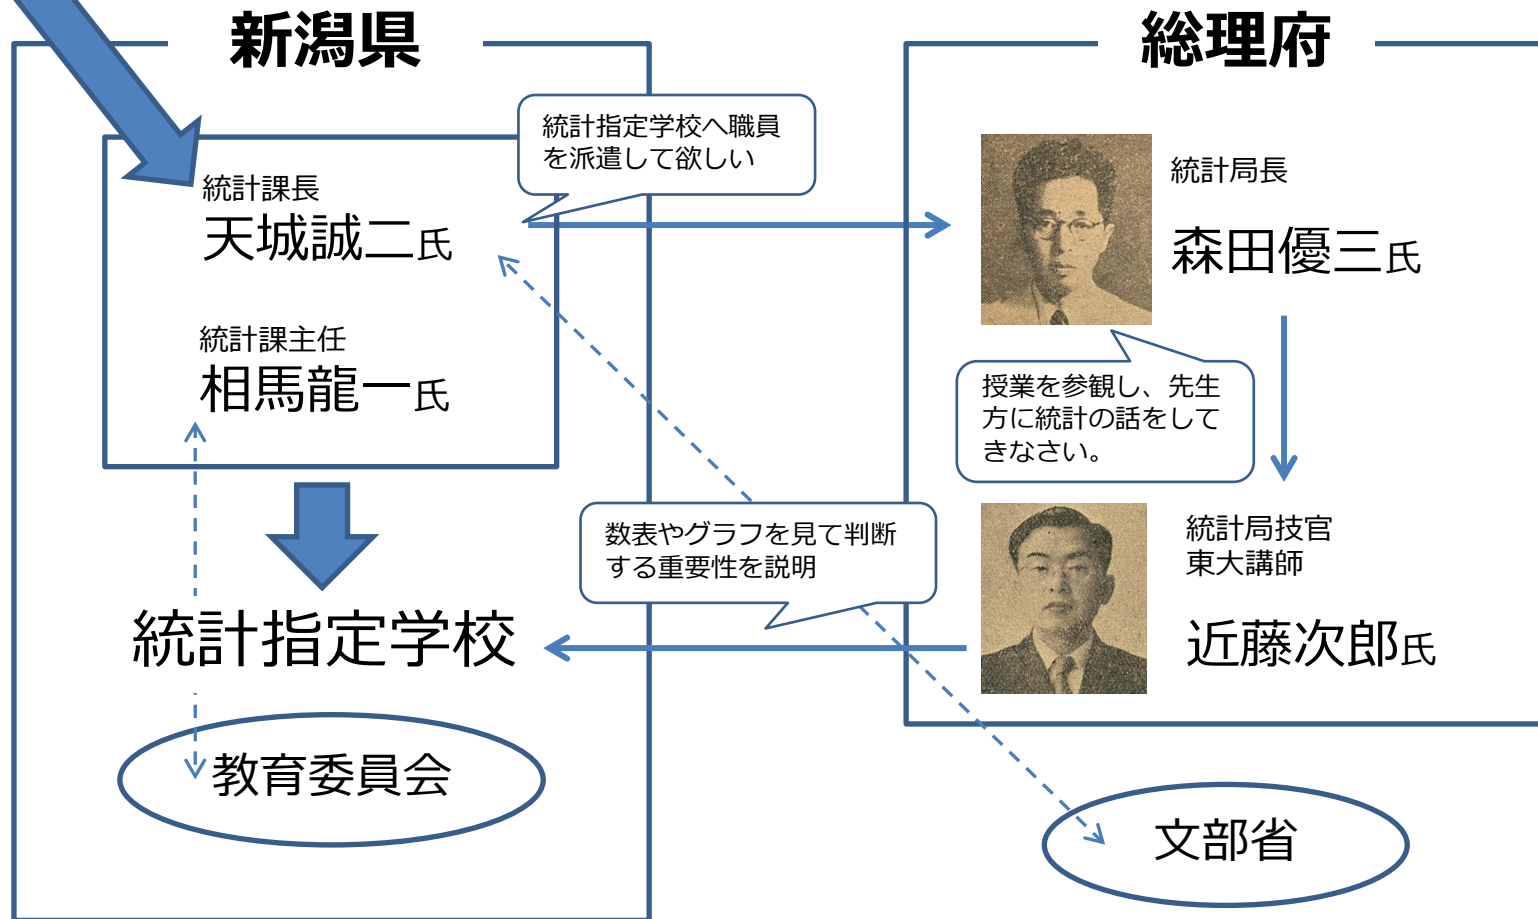 新潟県
統計指定学校へ職員
を派遣して欲しい
統計課長
天城誠二氏
統計課主任
相馬龍一氏
統計指定学校
教育委員会
総理府
統計局長
森田優三氏
授業を参観し、先生
方に統計の話をして
きなさい。
数表やグラフを見て判断
する重要性を説明
統計局技官
東大講師
近藤次郎氏
文部省